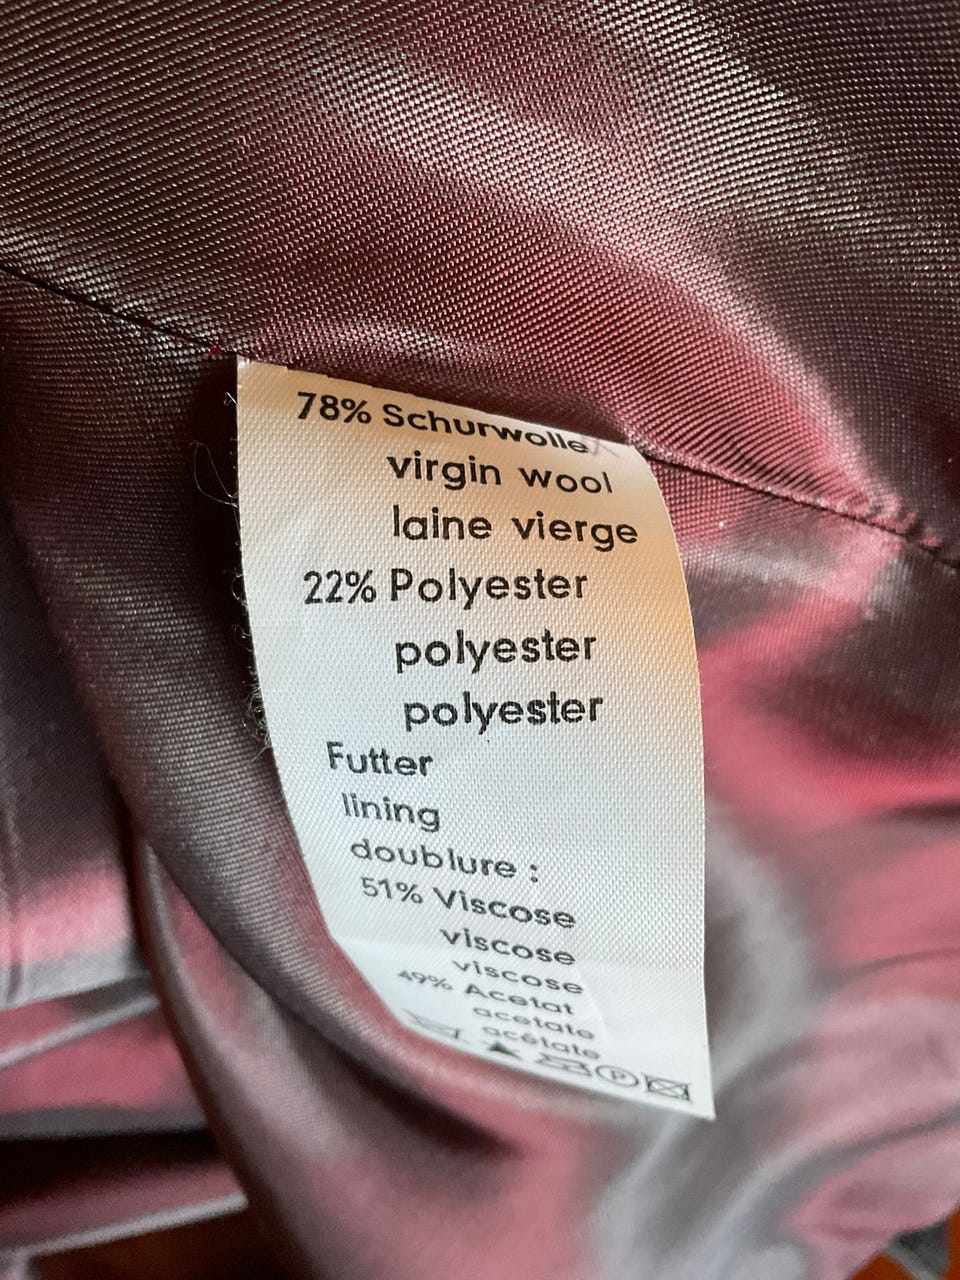 78% Schurwolle
virgin wool
laine vierge
22% Polyester
polyester
polyester
Futter
lining
doublure :
51% Viscose
viscose
viscose
49% Acetat
acetate
acétate
P